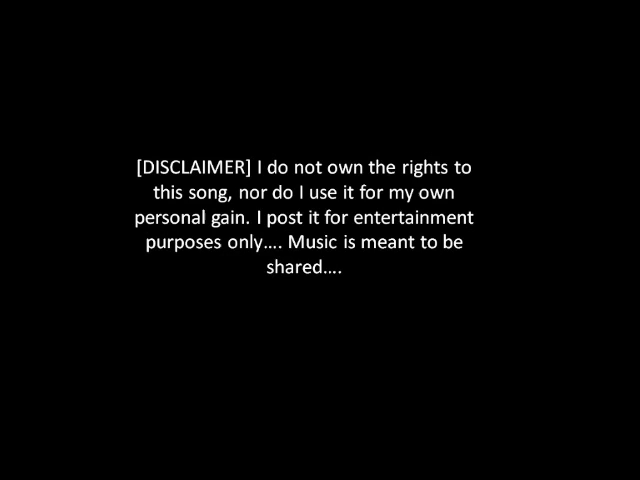 [DISCLAIMER] I do not own the rights to
this song, nor do I use it for my own
personal gain. I post it for entertainment
purposes only.... Music is meant to be
shared....